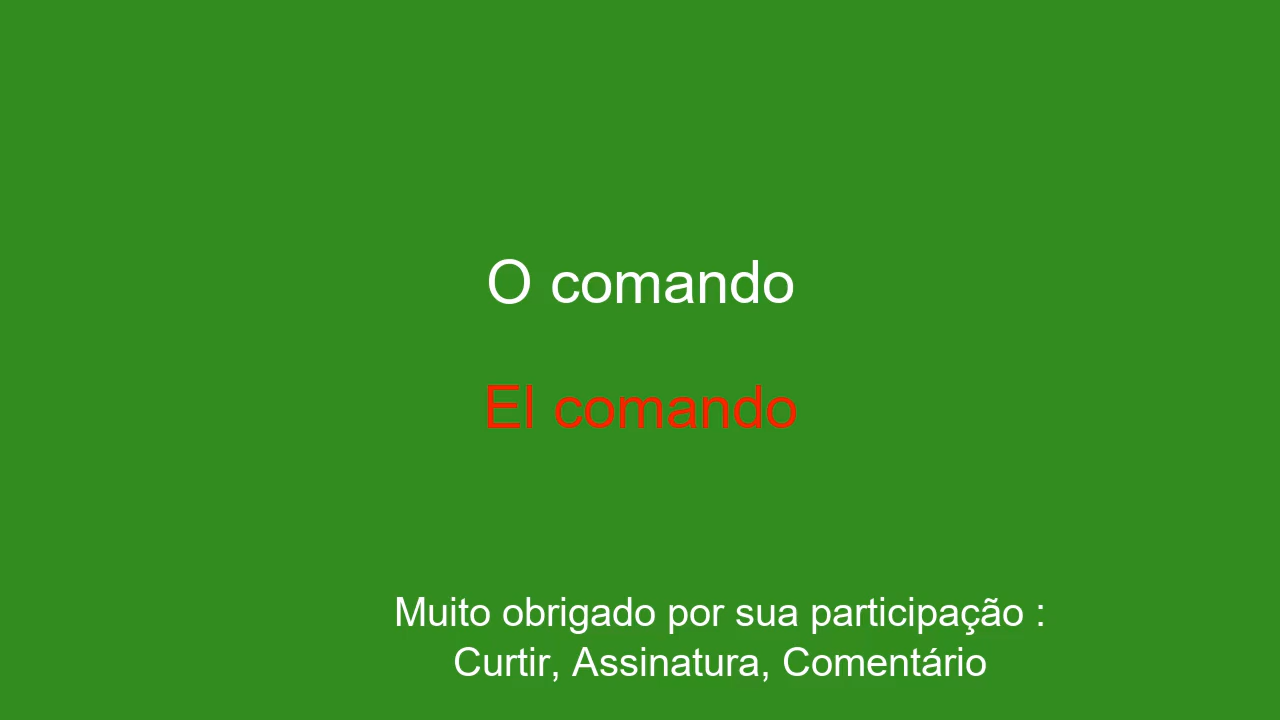 O comando
El comando
Muito obrigado por sua participação :
Curtir, Assinatura, Comentário